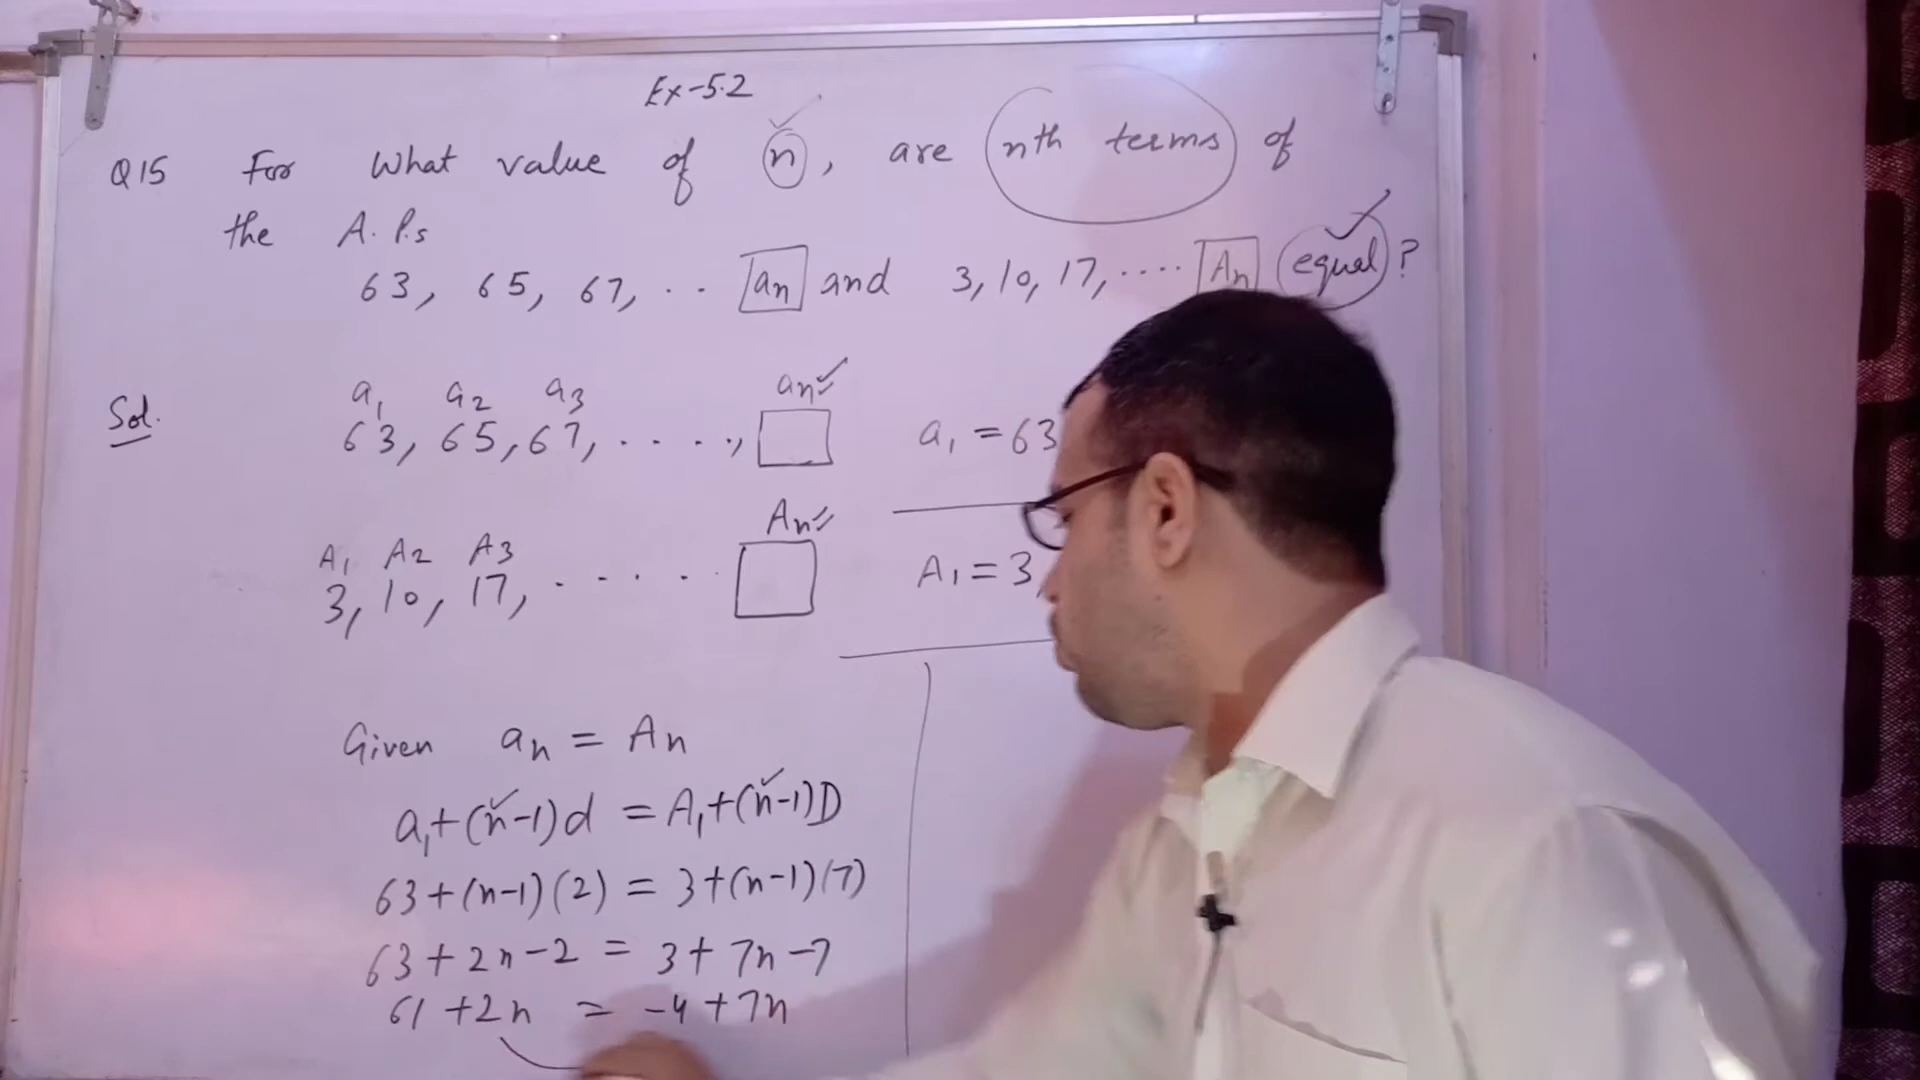 Ex-5.2
Q15 For What value of n, are nth terms of
the A.P.s
63, 65, 67, .. an and 3, 10, 17, .... An equal?
Sol.
a1 a2 a3 an
63, 65, 67, ....,
a1 = 63
A1 A2 A3 An
3, 10, 17, .....
A1 = 3,
Given an = An
a1+(n-1)d = A1+(n-1)D
63+(n-1)(2) = 3+(n-1)(7)
63+2n-2 = 3+7n-7
61+2n = -4+7n